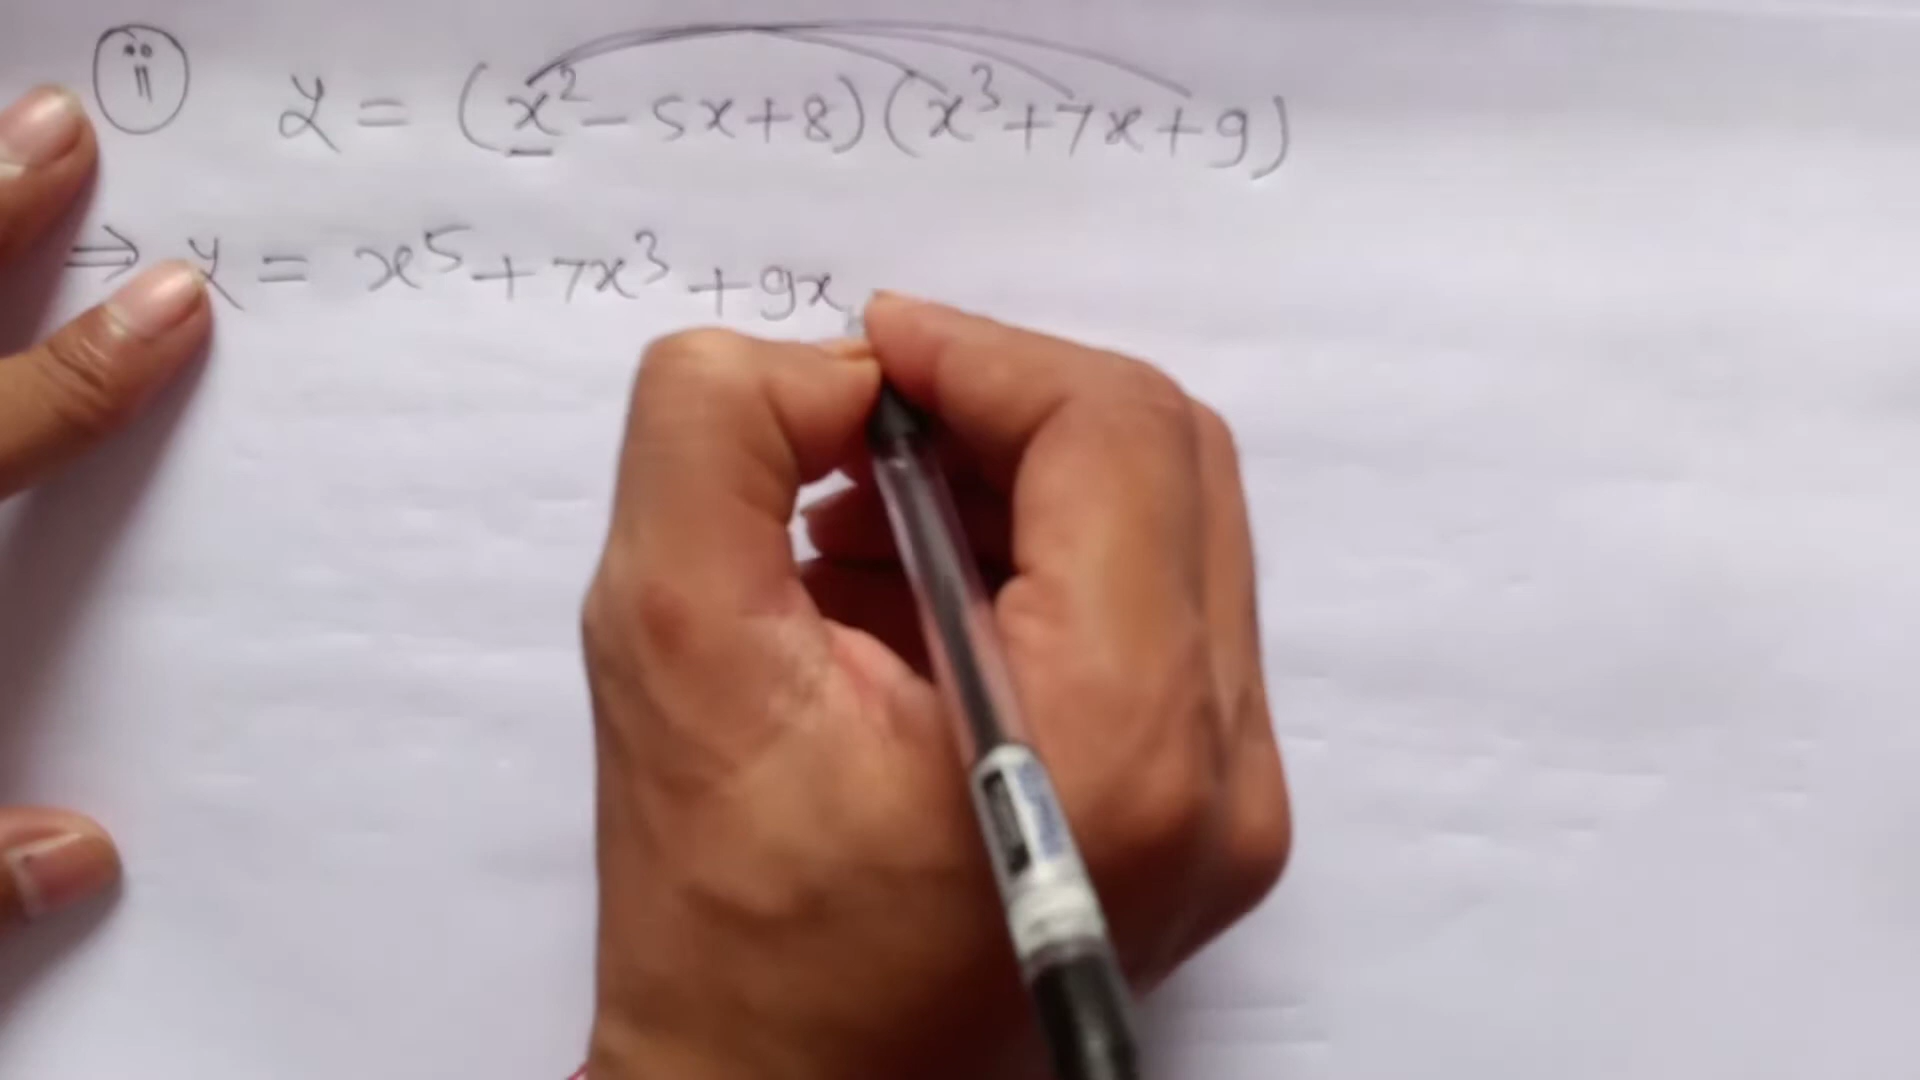 ii y = (x² - 5x + 8)(x³ + 7x + 9)
⇒ y = x⁵ + 7x³ + 9x